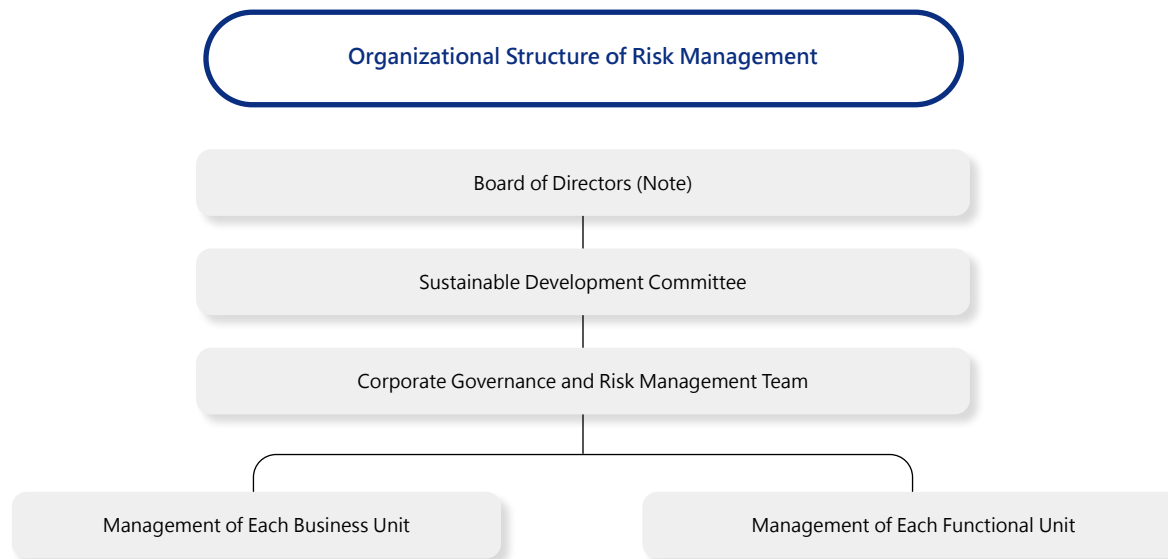 Organizational Structure of Risk Management
Board of Directors (Note)
Sustainable Development Committee
Corporate Governance and Risk Management Team
Management of Each Business Unit
Management of Each Functional Unit